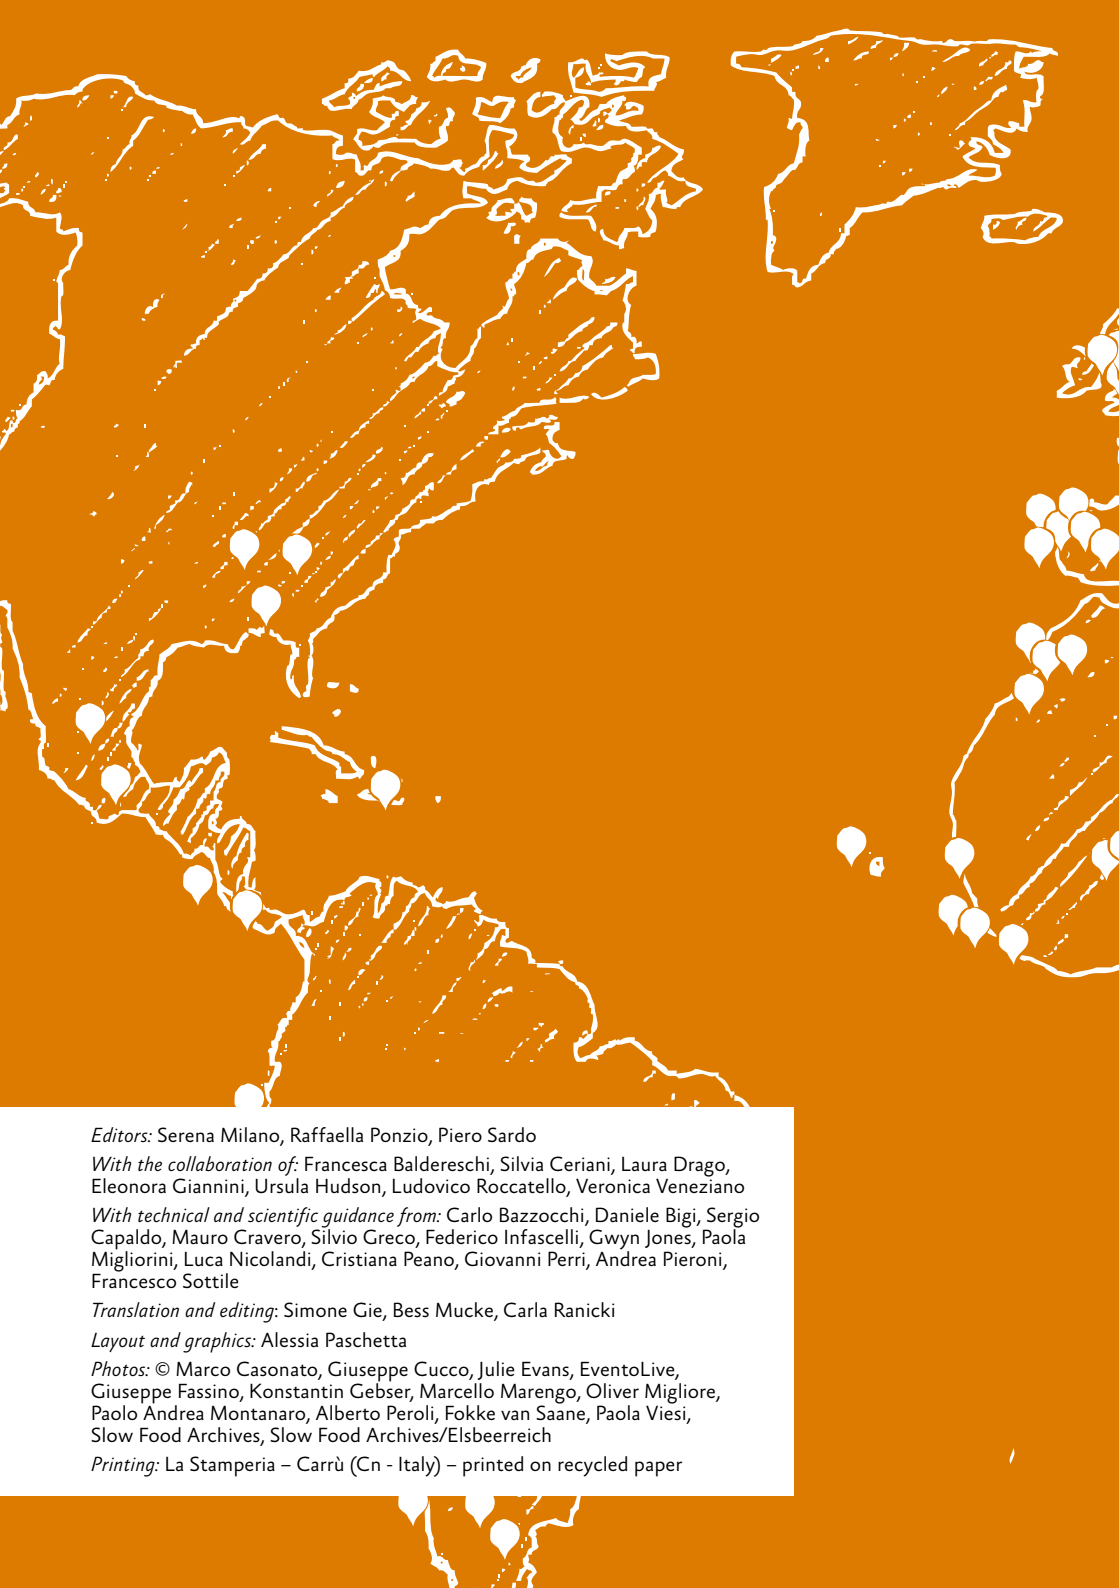 Editors: Serena Milano, Raffaella Ponzio, Piero Sardo
With the collaboration of: Francesca Baldereschi, Silvia Ceriani, Laura Drago,
Eleonora Giannini, Ursula Hudson, Ludovico Roccatello, Veronica Veneziano
With technical and scientific guidance from: Carlo Bazzocchi, Daniele Bigi, Sergio
Capaldo, Mauro Cravero, Silvio Greco, Federico Infascelli, Gwyn Jones, Paola
Migliorini, Luca Nicolandi, Cristiana Peano, Giovanni Perri, Andrea Pieroni,
Francesco Sottile
Translation and editing: Simone Gie, Bess Mucke, Carla Ranicki
Layout and graphics: Alessia Paschetta
Photos: © Marco Casonato, Giuseppe Cucco, Julie Evans, EventoLive,
Giuseppe Fassino, Konstantin Gebser, Marcello Marengo, Oliver Migliore,
Paolo Andrea Montanaro, Alberto Peroli, Fokke van Saane, Paola Viesi,
Slow Food Archives, Slow Food Archives/Elsbeerreich
Printing: La Stamperia – Carrù (Cn - Italy) – printed on recycled paper